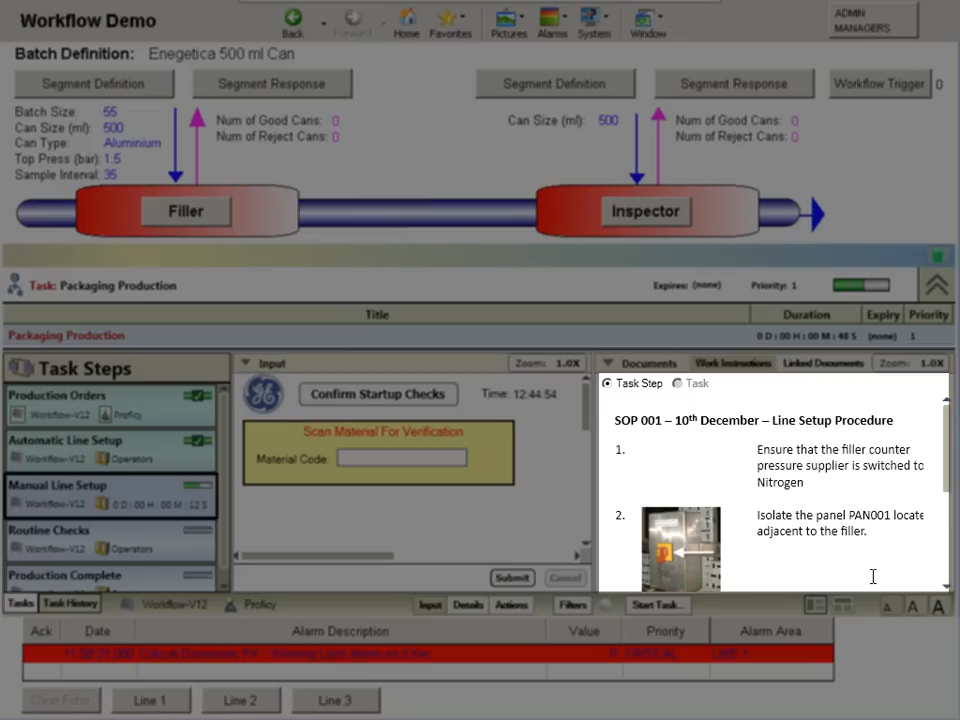 Workflow Demo
Back
Forward
Home
Favorites
Pictures
Alarms
System
Window
ADMIN
MANAGERS
Batch Definition: Enegetica 500 ml Can
Segment Definition
Segment Response
Segment Definition
Segment Response
Workflow Trigger 0
Batch Size: 55
Can Size (ml): 500
Can Type: Aluminium
Top Press (bar): 1.5
Sample Interval: 35
Num of Good Cans: 0
Num of Reject Cans: 0
Can Size (ml): 500
Num of Good Cans: 0
Num of Reject Cans: 0
Filler
Inspector
Task: Packaging Production
Expires: (none)
Priority: 1
Title Duration Expiry Priority
Packaging Production 0 D : 00 H : 00 M : 48 S (none) 1
Task Steps
Production Orders
Workflow-V12 Proficy
Automatic Line Setup
Workflow-V12 Operators
Manual Line Setup
Workflow-V12 0 D : 00 H : 00 M : 12 S
Routine Checks
Workflow-V12 Operators
Production Complete
Input Zoom: 1.0X
Confirm Startup Checks
Time: 12:44:54
Scan Material For Verification
Material Code:
Submit Cancel
Documents Work Instructions Linked Documents Zoom: 1.0X
Task Step Task
SOP 001 – 10th December – Line Setup Procedure
1. Ensure that the filler counter
pressure supplier is switched to
Nitrogen
2. Isolate the panel PAN001 locate
adjacent to the filler.
Tasks Task History Workflow-V12 Proficy
Input Details Actions Filters Start Task...
A A A
Ack Date Alarm Description Value Priority Alarm Area
CRITICAL LINE 1
Clear Filter Line 1 Line 2 Line 3